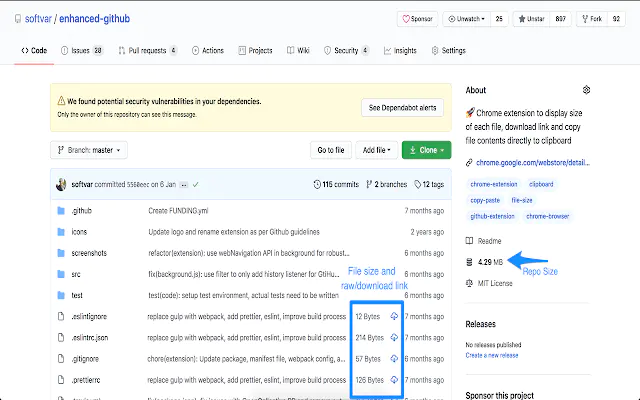 softvar / enhanced-github
Sponsor
Unwatch 25
Unstar 897
Fork 92
Code
Issues 28
Pull requests 4
Actions
Projects
Wiki
Security 4
Insights
Settings
We found potential security vulnerabilities in your dependencies.
Only the owner of this repository can see this message.
See Dependabot alerts
Branch: master
Go to file
Add file
Clone
softvar committed 5560eec on 6 Jan
115 commits
2 branches
12 tags
.github Create FUNDING.yml 7 months ago
icons Update logo and rename extension as per Github guidelines 2 years ago
screenshots refactor(extension): use webNavigation API in background for robust... 7 months ago
src fix(background.js): use filter to only add history listener for GtiHu... months ago
test test(code): setup test environment, actual tests need to be written months ago
File size and
raw/download link
.eslintignore replace gulp with webpack, add prettier, eslint, improve build process 12 Bytes 7 months ago
.eslintrc.json replace gulp with webpack, add prettier, eslint, improve build process 214 Bytes 7 months ago
.gitignore chore(extension): Update package, manifest file, webpack config, a... 57 Bytes 7 months ago
.prettierrc replace gulp with webpack, add prettier, eslint, improve build process 126 Bytes 7 months ago
About
Chrome extension to display size
of each file, download link and copy
file contents directly to clipboard
chrome.google.com/webstore/detail...
chrome-extension clipboard
copy-paste file-size
github-extension chrome-browser
Readme
4.29 MB
Repo Size
MIT License
Releases
No releases published
Create a new release
Sponsor this project